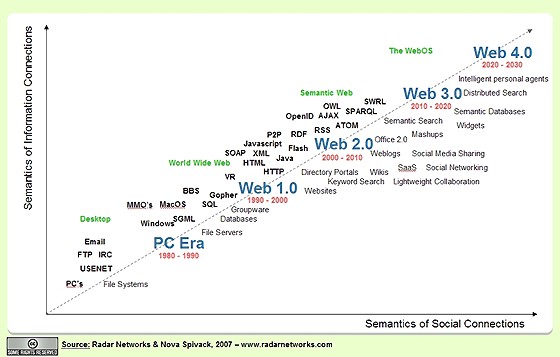 Semantics of Information Connections
The WebOS
Web 4.0
2020 - 2030
Intelligent personal agents
Semantic Web
Web 3.0
Distributed Search
2010 - 2020
SWRL
OWL
SPARQL
Semantic Databases
OpenID AJAX
Semantic Search
Widgets
ATOM
RSS
P2P RDF
Mashups
Office 2.0
Javascript
Flash
Web 2.0
2000 - 2010
Weblogs Social Media Sharing
SOAP XML
Java
World Wide Web
HTML
SaaS Social Networking
HTTP
Directory Portals Wikis
VR
Keyword Search Lightweight Collaboration
Web 1.0
Websites
BBS
Gopher
1990 - 2000
MMO's MacOS SQL
Groupware
Desktop
SGML
Databases
Windows
File Servers
Email
PC Era
1980 - 1990
FTP IRC
USENET
PC's File Systems
Semantics of Social Connections
cc
SOME RIGHTS RESERVED
Source: Radar Networks & Nova Spivack, 2007 – www.radarnetworks.com